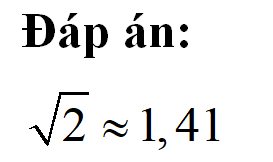 Đáp án:
√2 ≈ 1,41